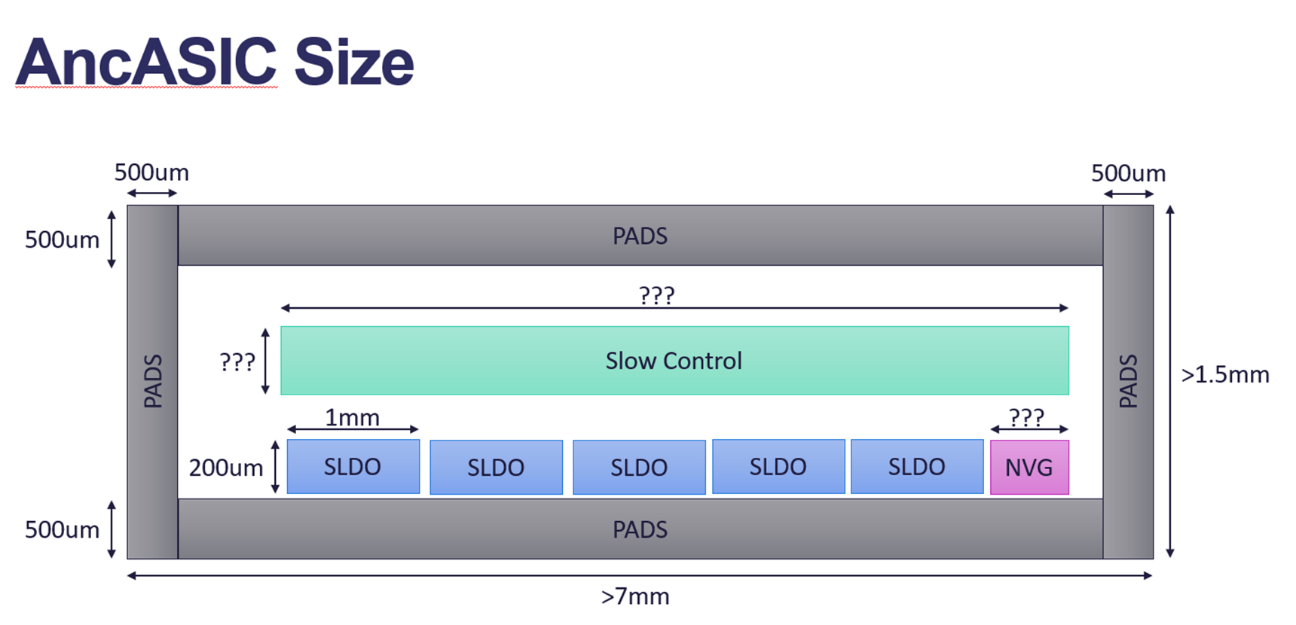 AncASIC Size
500um
500um
500um
PADS
???
PADS
???
Slow Control
PADS
>1.5mm
1mm
???
200um
SLDO
SLDO
SLDO
SLDO
SLDO
NVG
500um
PADS
>7mm